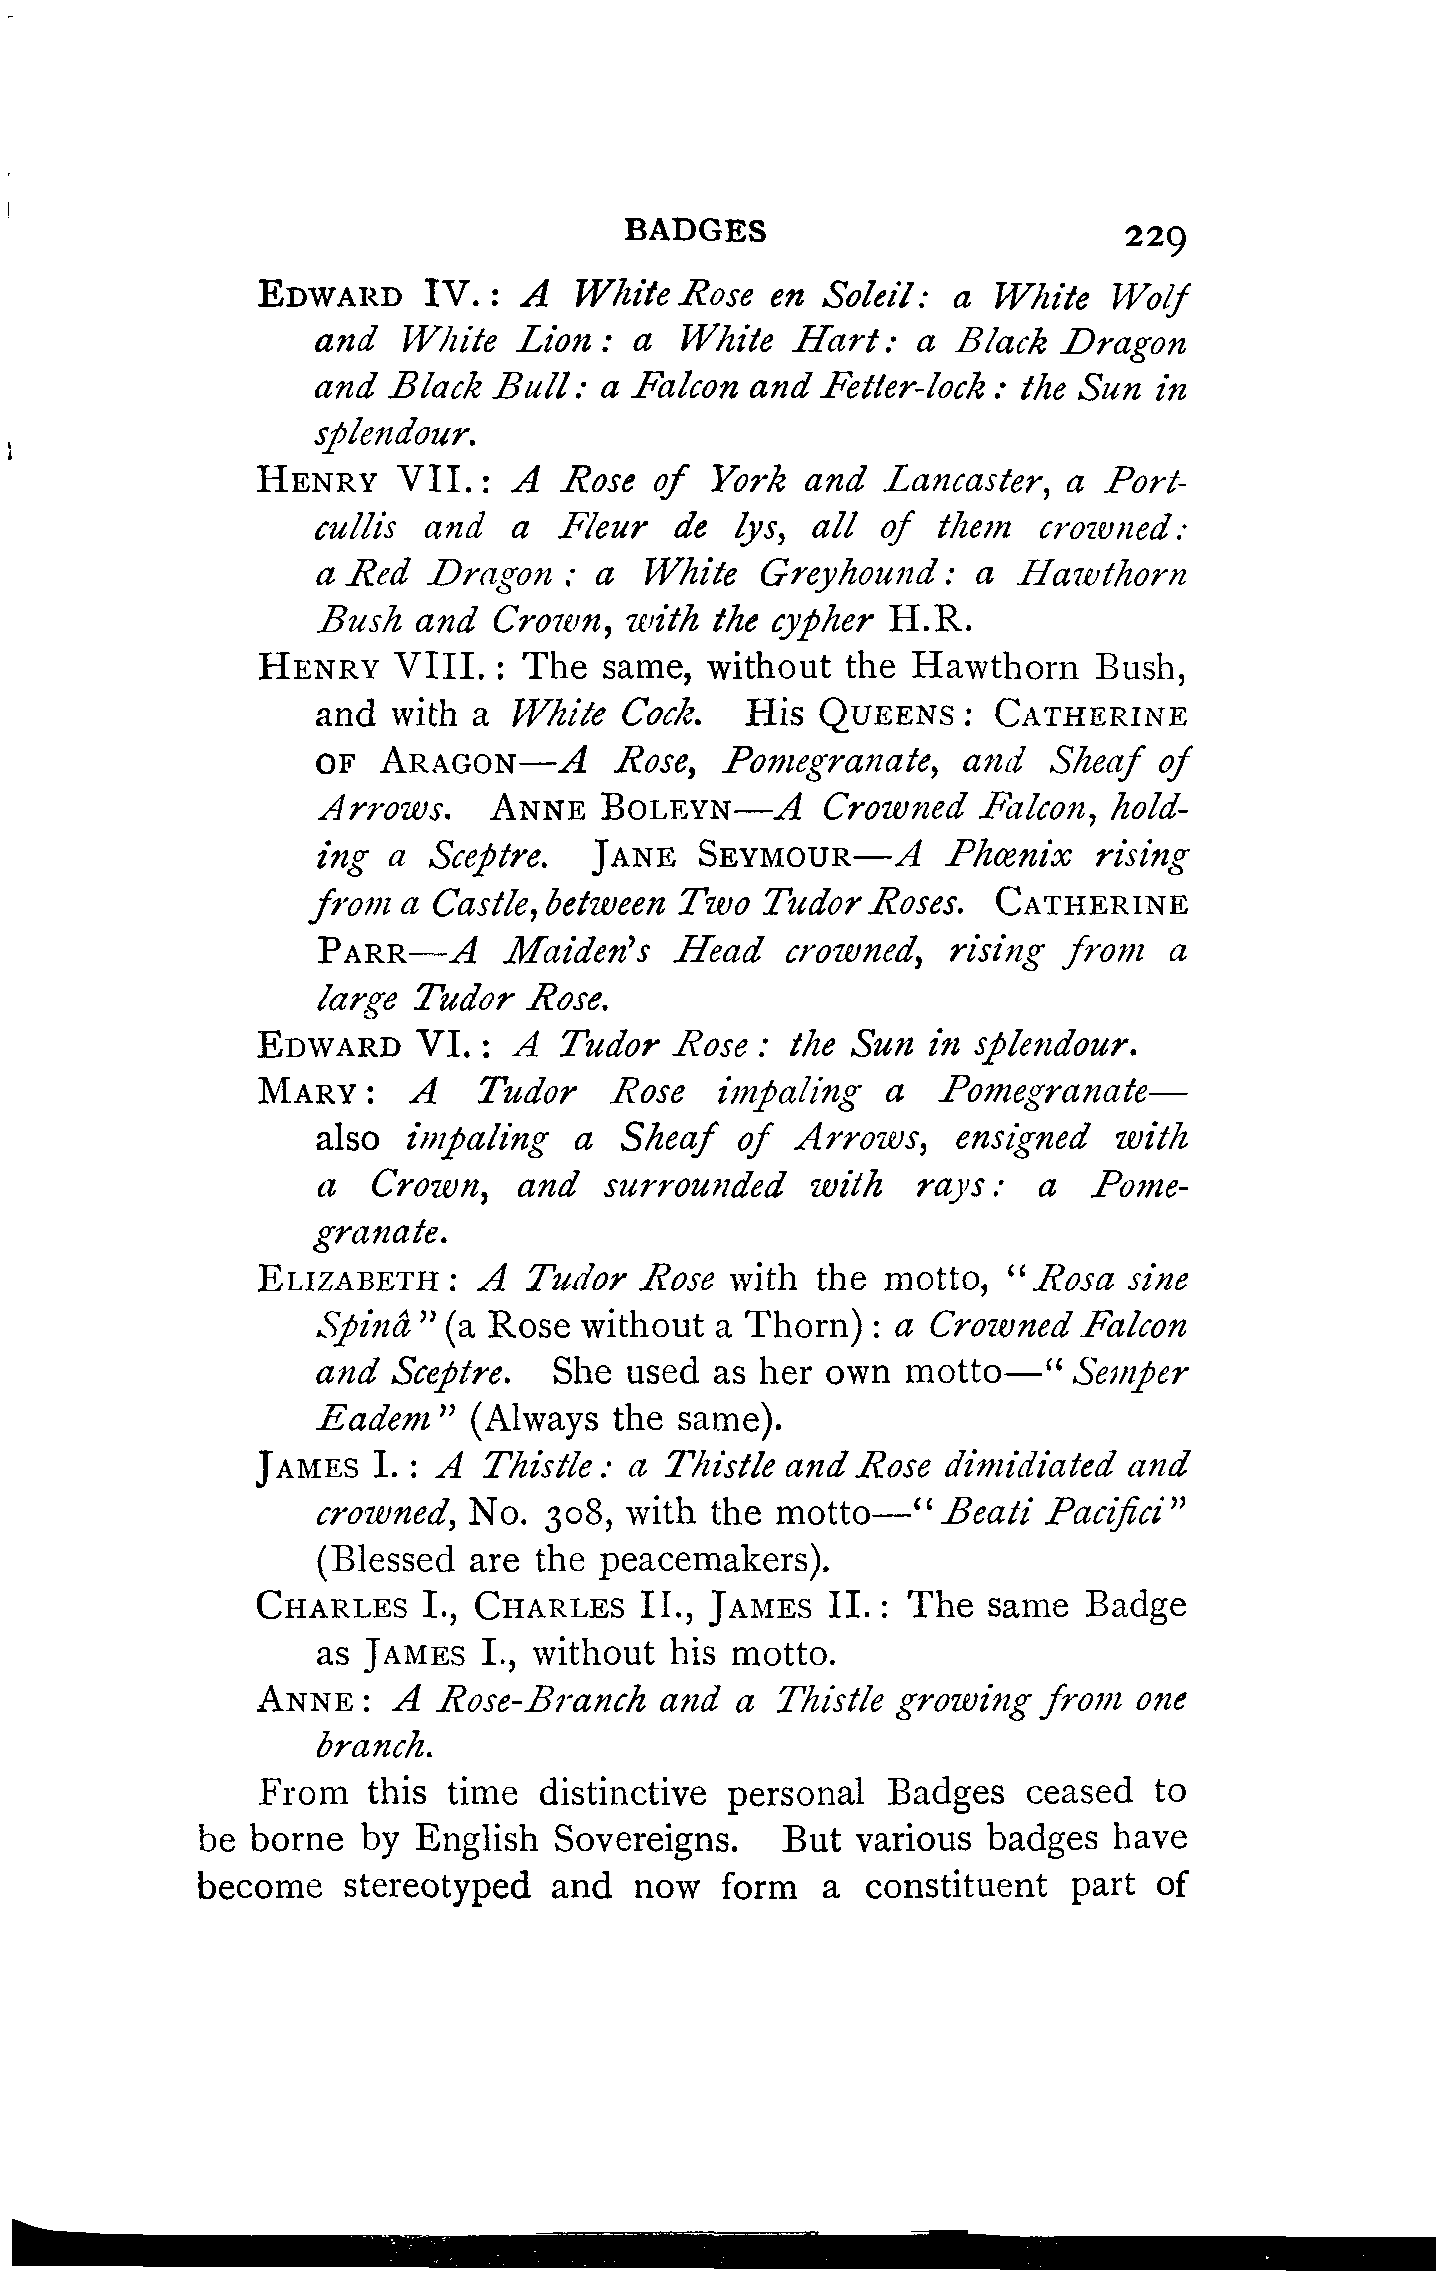 BADGES 229
EDWARD IV.: A White Rose en Soleil: a White Wolf
and White Lion: a White Hart: a Black Dragon
and Black Bull: a Falcon and Fetter-lock: the Sun in
splendour.
HENRY VII.: A Rose of York and Lancaster, a Port-
cullis and a Fleur de lys, all of them crowned:
a Red Dragon: a White Greyhound: a Hawthorn
Bush and Crown, with the cypher H.R.
HENRY VIII.: The same, without the Hawthorn Bush,
and with a White Cock. His QUEENS: CATHERINE
OF ARAGON—A Rose, Pomegranate, and Sheaf of
Arrows. ANNE BOLEYN—A Crowned Falcon, hold-
ing a Sceptre. JANE SEYMOUR—A Phœnix rising
from a Castle, between Two Tudor Roses. CATHERINE
PARR—A Maiden's Head crowned, rising from a
large Tudor Rose.
EDWARD VI.: A Tudor Rose: the Sun in splendour.
MARY: A Tudor Rose impaling a Pomegranate—
also impaling a Sheaf of Arrows, ensigned with
a Crown, and surrounded with rays: a Pome-
granate.
ELIZABETH: A Tudor Rose with the motto, "Rosa sine
Spinâ" (a Rose without a Thorn): a Crowned Falcon
and Sceptre. She used as her own motto—"Semper
Eadem" (Always the same).
JAMES I.: A Thistle: a Thistle and Rose dimidiated and
crowned, No. 308, with the motto—"Beati Pacifici"
(Blessed are the peacemakers).
CHARLES I., CHARLES II., JAMES II.: The same Badge
as JAMES I., without his motto.
ANNE: A Rose-Branch and a Thistle growing from one
branch.
From this time distinctive personal Badges ceased to
be borne by English Sovereigns. But various badges have
become stereotyped and now form a constituent part of